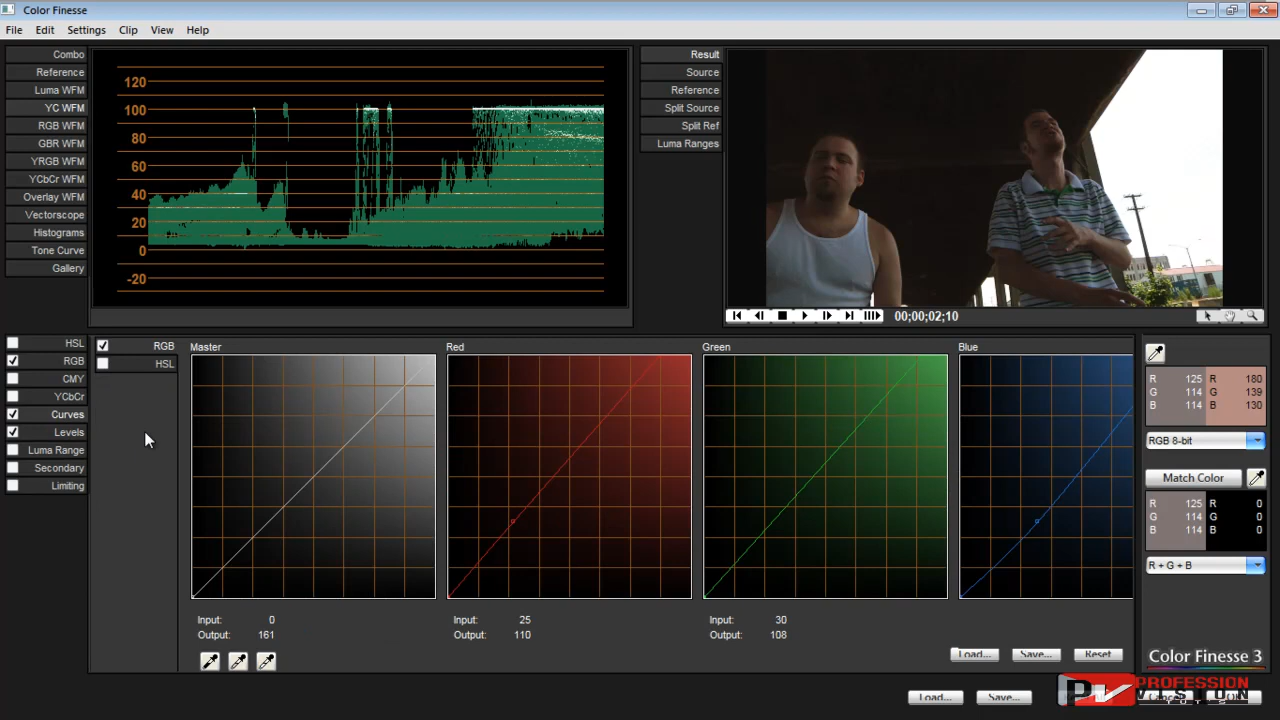 Color Finesse
File Edit Settings Clip View Help
Combo
Reference
Luma WFM
YC WFM
RGB WFM
GBR WFM
YRGB WFM
YCbCr WFM
Overlay WFM
Vectorscope
Histograms
Tone Curve
Gallery
120
100
80
60
40
20
0
-20
Result
Source
Reference
Split Source
Split Ref
Luma Ranges
00;00;02;10
HSL
RGB
CMY
YCbCr
Curves
Levels
Luma Range
Secondary
Limiting
RGB
HSL
Master Red Green Blue
Input: 0
Output: 161
Input: 25
Output: 110
Input: 30
Output: 108
Load... Save... Reset
R 125 R 180
G 114 G 139
B 114 B 130
RGB 8-bit
Match Color
R 125 R 0
G 114 G 0
B 114 B 0
R + G + B
Color Finesse 3
Load... Save...
PV PROFESSION
VISION